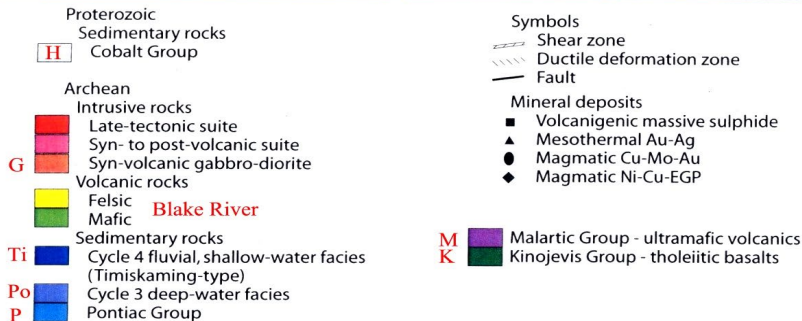 Proterozoic
Sedimentary rocks
H Cobalt Group
Archean
Intrusive rocks
Late-tectonic suite
Syn- to post-volcanic suite
G Syn-volcanic gabbro-diorite
Volcanic rocks
Felsic
Mafic
Blake River
Sedimentary rocks
Ti Cycle 4 fluvial, shallow-water facies
(Timiskaming-type)
Po Cycle 3 deep-water facies
P Pontiac Group
Symbols
Shear zone
Ductile deformation zone
Fault
Mineral deposits
Volcanigenic massive sulphide
Mesothermal Au-Ag
Magmatic Cu-Mo-Au
Magmatic Ni-Cu-EGP
M Malartic Group - ultramafic volcanics
K Kinojevis Group - tholeiitic basalts